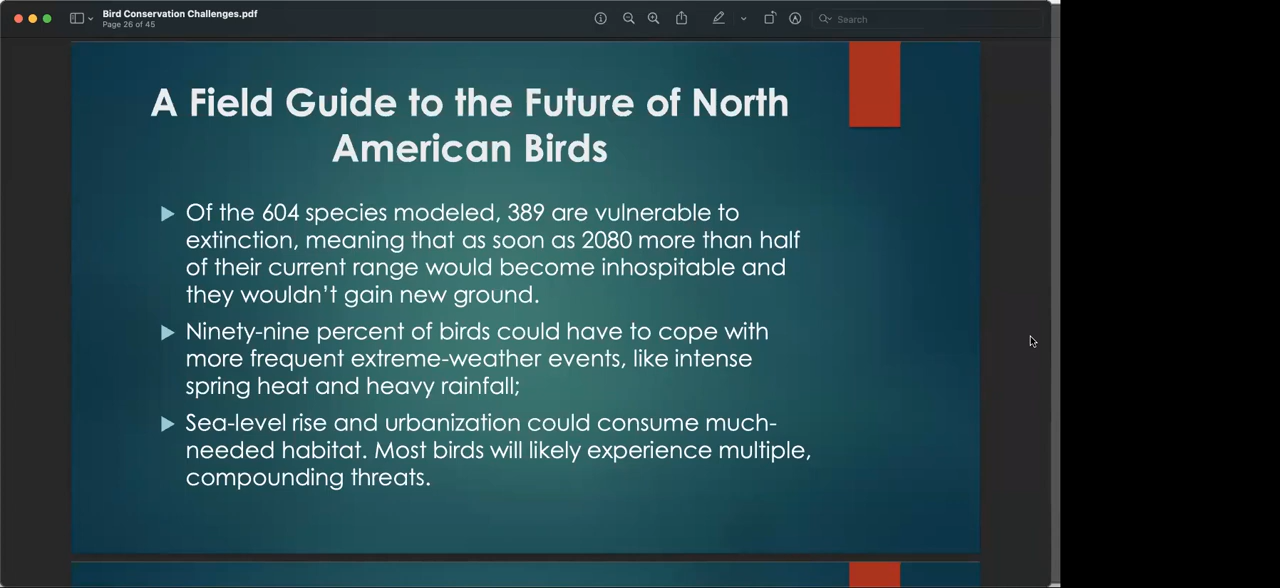 Bird Conservation Challenges.pdf
Page 26 of 45
Search
A Field Guide to the Future of North
American Birds
Of the 604 species modeled, 389 are vulnerable to
extinction, meaning that as soon as 2080 more than half
of their current range would become inhospitable and
they wouldn’t gain new ground.
Ninety-nine percent of birds could have to cope with
more frequent extreme-weather events, like intense
spring heat and heavy rainfall;
Sea-level rise and urbanization could consume much-
needed habitat. Most birds will likely experience multiple,
compounding threats.